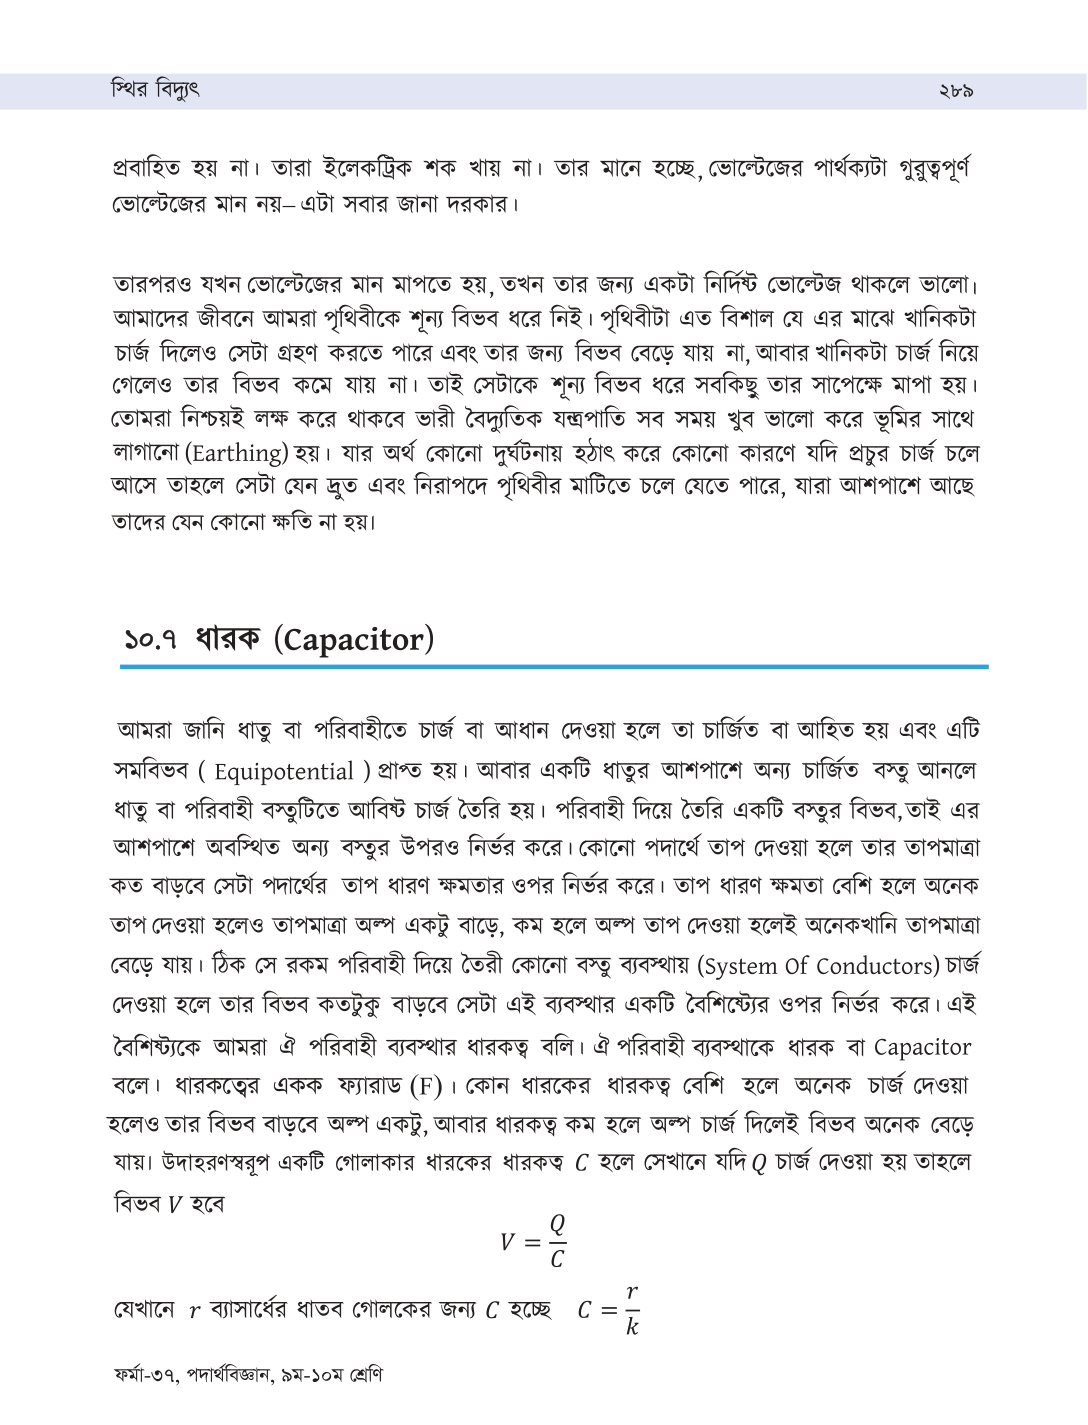 স্থির বিদ্যুৎ ২৮৯
প্রবাহিত হয় না। তারা ইলেকট্রিক শক খায় না। তার মানে হচ্ছে, ভোল্টেজের পার্থক্যটা গুরুত্বপূর্ণ
ভোল্টেজের মান নয়– এটা সবার জানা দরকার।
তারপরও যখন ভোল্টেজের মান মাপতে হয়, তখন তার জন্য একটা নির্দিষ্ট ভোল্টেজ থাকলে ভালো।
আমাদের জীবনে আমরা পৃথিবীকে শূন্য বিভব ধরে নিই। পৃথিবীটা এত বিশাল যে এর মাঝে খানিকটা
চার্জ দিলেও সেটা গ্রহণ করতে পারে এবং তার জন্য বিভব বেড়ে যায় না, আবার খানিকটা চার্জ নিয়ে
গেলেও তার বিভব কমে যায় না। তাই সেটাকে শূন্য বিভব ধরে সবকিছু তার সাপেক্ষে মাপা হয়।
তোমরা নিশ্চয়ই লক্ষ করে থাকবে ভারী বৈদ্যুতিক যন্ত্রপাতি সব সময় খুব ভালো করে ভূমির সাথে
লাগানো (Earthing) হয়। যার অর্থ কোনো দুর্ঘটনায় হঠাৎ করে কোনো কারণে যদি প্রচুর চার্জ চলে
আসে তাহলে সেটা যেন দ্রুত এবং নিরাপদে পৃথিবীর মাটিতে চলে যেতে পারে, যারা আশপাশে আছে
তাদের যেন কোনো ক্ষতি না হয়।
১০.৭ ধারক (Capacitor)
আমরা জানি ধাতু বা পরিবাহীতে চার্জ বা আধান দেওয়া হলে তা চার্জিত বা আহিত হয় এবং এটি
সমবিভব ( Equipotential ) প্রাপ্ত হয়। আবার একটি ধাতুর আশপাশে অন্য চার্জিত বস্তু আনলে
ধাতু বা পরিবাহী বস্তুটিতে আবিষ্ট চার্জ তৈরি হয়। পরিবাহী দিয়ে তৈরি একটি বস্তুর বিভব, তাই এর
আশপাশে অবস্থিত অন্য বস্তুর উপরও নির্ভর করে। কোনো পদার্থে তাপ দেওয়া হলে তার তাপমাত্রা
কত বাড়বে সেটা পদার্থের তাপ ধারণ ক্ষমতার ওপর নির্ভর করে। তাপ ধারণ ক্ষমতা বেশি হলে অনেক
তাপ দেওয়া হলেও তাপমাত্রা অল্প একটু বাড়ে, কম হলে অল্প তাপ দেওয়া হলেই অনেকখানি তাপমাত্রা
বেড়ে যায়। ঠিক সে রকম পরিবাহী দিয়ে তৈরী কোনো বস্তু ব্যবস্থায় (System Of Conductors) চার্জ
দেওয়া হলে তার বিভব কতটুকু বাড়বে সেটা এই ব্যবস্থার একটি বৈশিষ্ট্যের ওপর নির্ভর করে। এই
বৈশিষ্ট্যকে আমরা ঐ পরিবাহী ব্যবস্থার ধারকত্ব বলি। ঐ পরিবাহী ব্যবস্থাকে ধারক বা Capacitor
বলে। ধারকত্বের একক ফ্যারাড (F) । কোন ধারকের ধারকত্ব বেশি হলে অনেক চার্জ দেওয়া
হলেও তার বিভব বাড়বে অল্প একটু, আবার ধারকত্ব কম হলে অল্প চার্জ দিলেই বিভব অনেক বেড়ে
যায়। উদাহরণস্বরূপ একটি গোলাকার ধারকের ধারকত্ব C হলে সেখানে যদি Q চার্জ দেওয়া হয় তাহলে
বিভব V হবে
V = Q/C
যেখানে r ব্যাসার্ধের ধাতব গোলকের জন্য C হচ্ছে C = r/k
ফর্মা-৩৭, পদার্থবিজ্ঞান, ৯ম-১০ম শ্রেণি